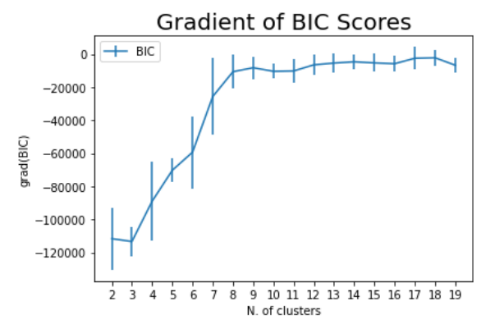 Gradient of BIC Scores
BIC
0
−20000
−40000
−60000
−80000
−100000
−120000
grad(BIC)
2 3 4 5 6 7 8 9 10 11 12 13 14 15 16 17 18 19
N. of clusters